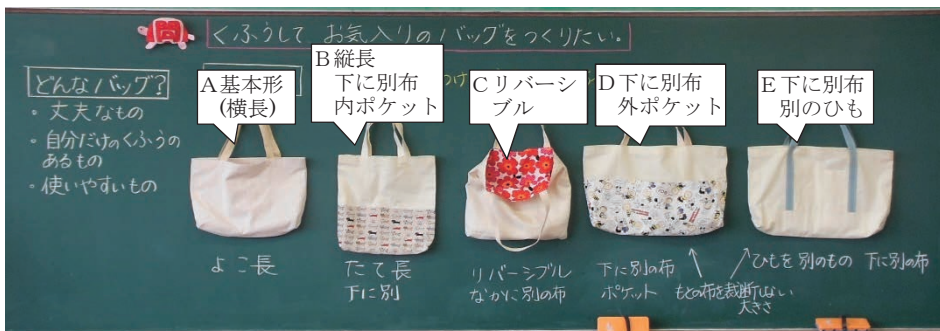 くふうして お気入りのバッグをつくりたい。
どんなバッグ?
・丈夫なもの
・自分だけのくふうの
あるもの
・使いやすいもの
A基本形
(横長)
B縦長
下に別布
内ポケット
Cリバーシ
ブル
D下に別布
外ポケット
E下に別布
別のひも
よこ長
たて長
下に別
リバーシブル
なかに別の布
下に別の布
ポケット
もとの布を裁断しない
大きさ
ひもを別のもの 下に別の布